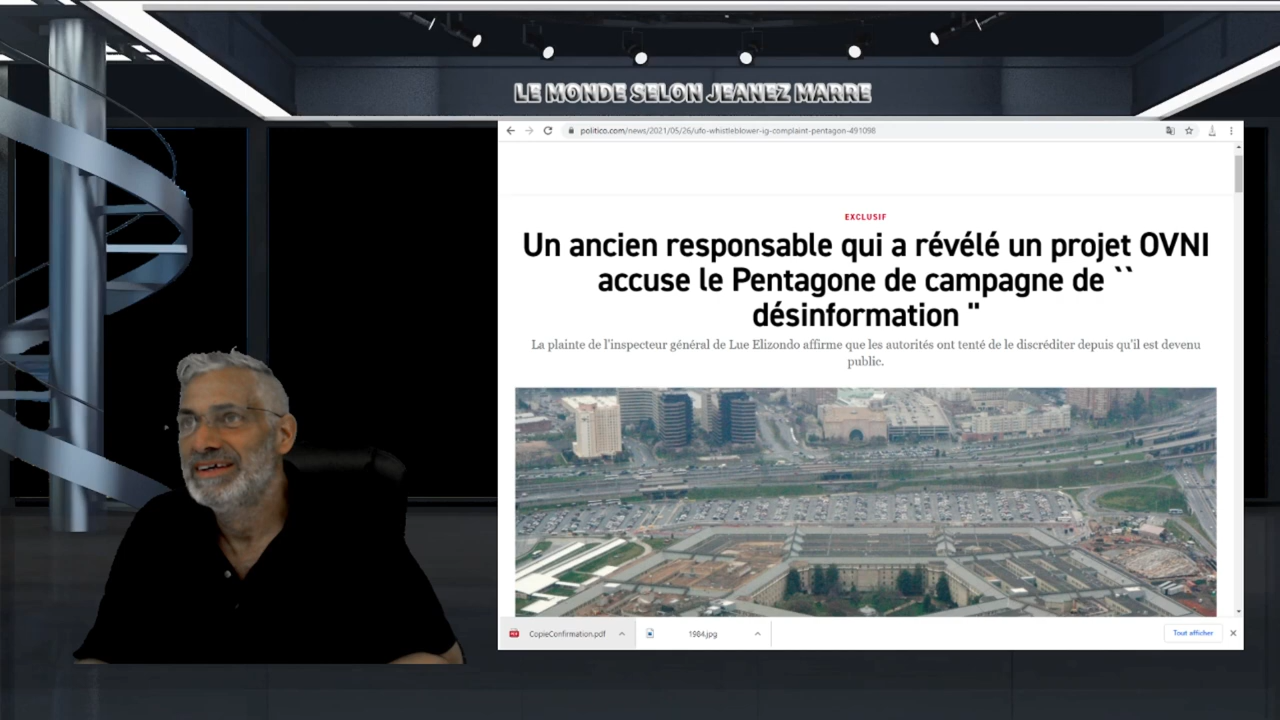 LE MONDE SELON JEANEZ MARRE
politico.com/news/2021/05/26/ufo-whistleblower-ig-complaint-pentagon-491098
EXCLUSIF
Un ancien responsable qui a révélé un projet OVNI
accuse le Pentagone de campagne de ``
désinformation "
La plainte de l'inspecteur général de Lue Elizondo affirme que les autorités ont tenté de le discréditer depuis qu'il est devenu
public.
CopieConfirmation.pdf
1984.jpg
Tout afficher